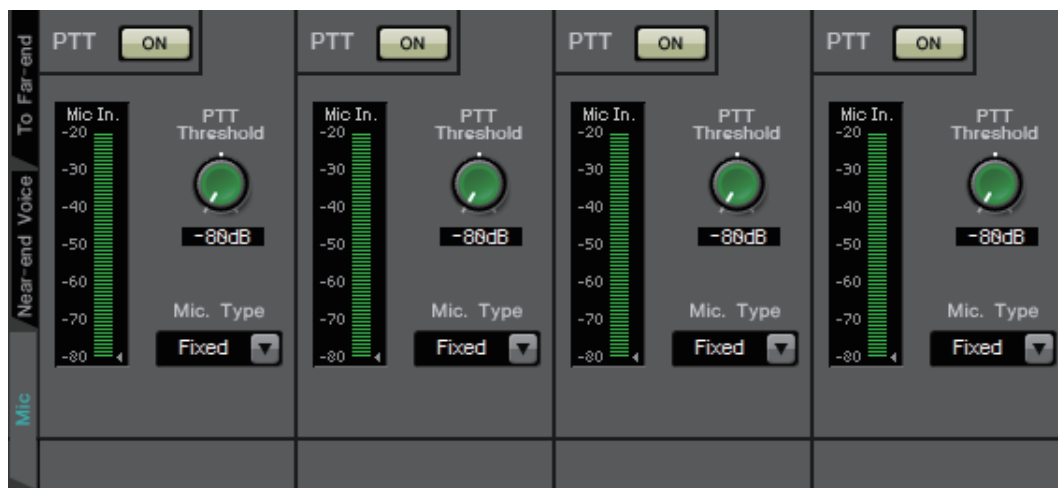 To Far-end
Near-end Voice
Mic
PTT ON
Mic In.
-20
-30
-40
-50
-60
-70
-80
PTT
Threshold
-80dB
Mic. Type
Fixed
PTT ON
Mic In.
-20
-30
-40
-50
-60
-70
-80
PTT
Threshold
-80dB
Mic. Type
Fixed
PTT ON
Mic In.
-20
-30
-40
-50
-60
-70
-80
PTT
Threshold
-80dB
Mic. Type
Fixed
PTT ON
Mic In.
-20
-30
-40
-50
-60
-70
-80
PTT
Threshold
-80dB
Mic. Type
Fixed